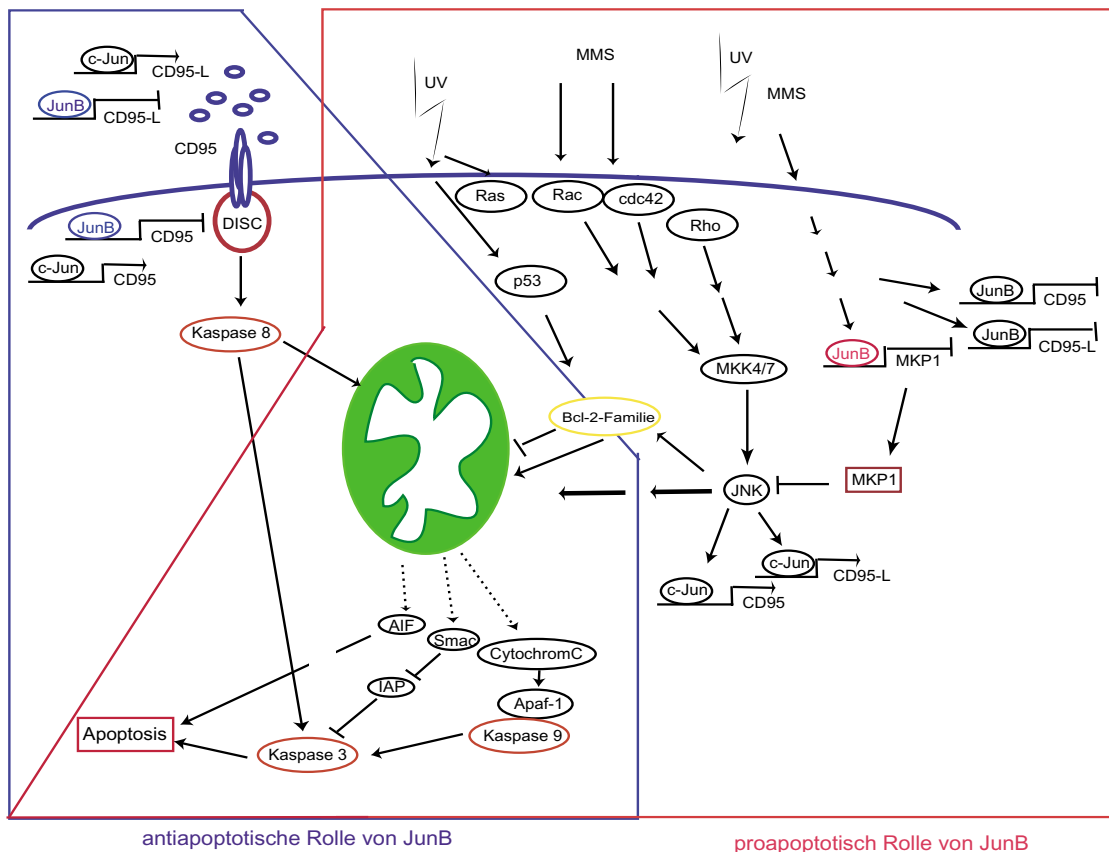 c-Jun
CD95-L
JunB
CD95-L
CD95
UV
MMS
UV
MMS
Ras
Rac
cdc42
Rho
JunB
CD95
DISC
c-Jun
CD95
p53
JunB
CD95
JunB
CD95-L
JunB
MKP1
Kaspase 8
MKK4/7
Bcl-2-Familie
JNK
MKP1
c-Jun
CD95-L
c-Jun
CD95
AIF
Smac
CytochromC
IAP
Apaf-1
Kaspase 9
Apoptosis
Kaspase 3
antiapoptotische Rolle von JunB
proapoptotisch Rolle von JunB